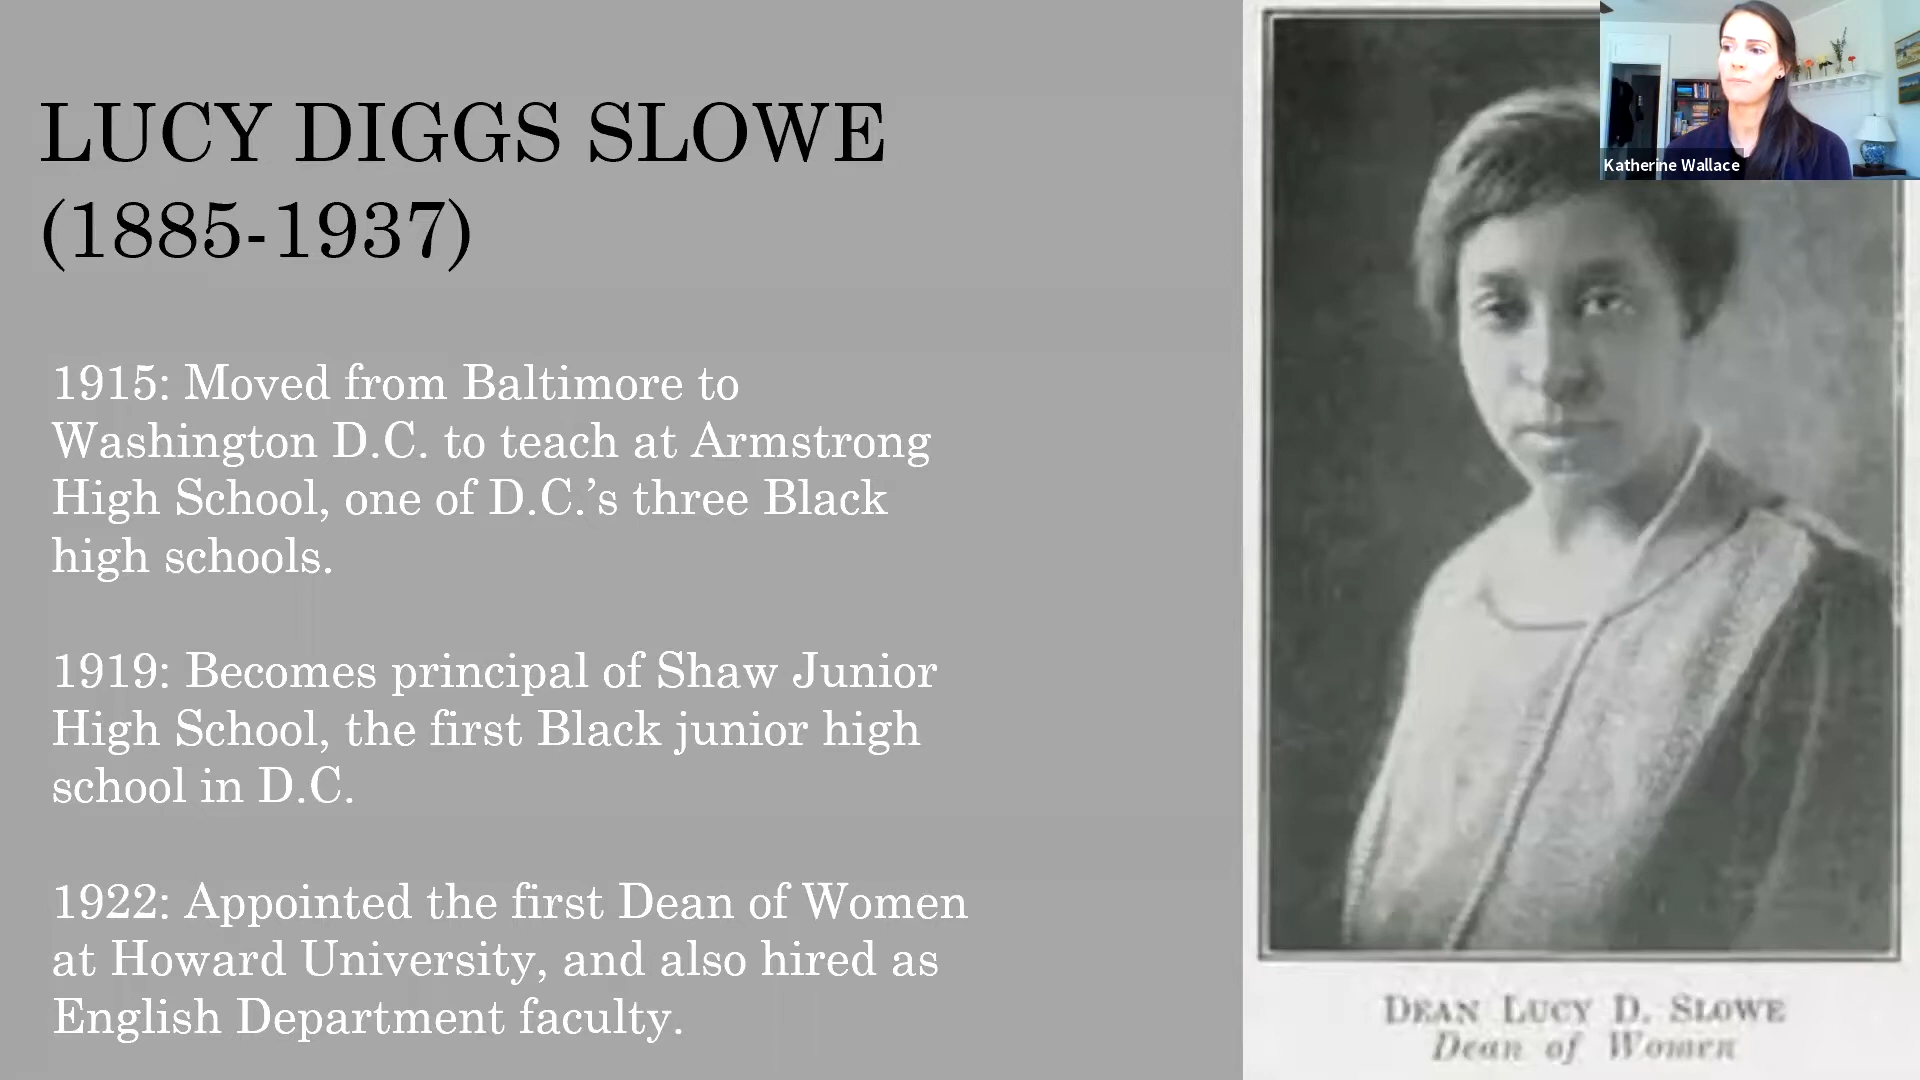 LUCY DIGGS SLOWE
(1885-1937)
1915: Moved from Baltimore to
Washington D.C. to teach at Armstrong
High School, one of D.C.’s three Black
high schools.
1919: Becomes principal of Shaw Junior
High School, the first Black junior high
school in D.C.
1922: Appointed the first Dean of Women
at Howard University, and also hired as
English Department faculty.
Katherine Wallace
DEAN LUCY D. SLOWE
Dean of Women